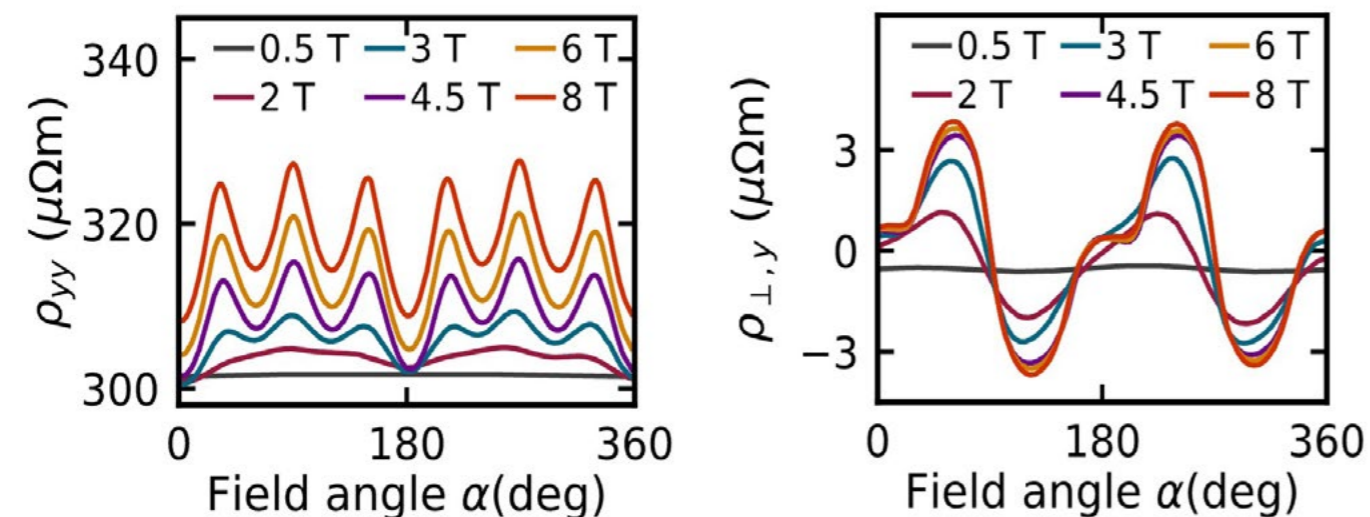 ρyy (μΩm)
340
320
300
0.5 T 3 T 6 T
2 T 4.5 T 8 T
0 180 360
Field angle α(deg)
ρ⊥,y (μΩm)
3
0
−3
0.5 T 3 T 6 T
2 T 4.5 T 8 T
0 180 360
Field angle α(deg)